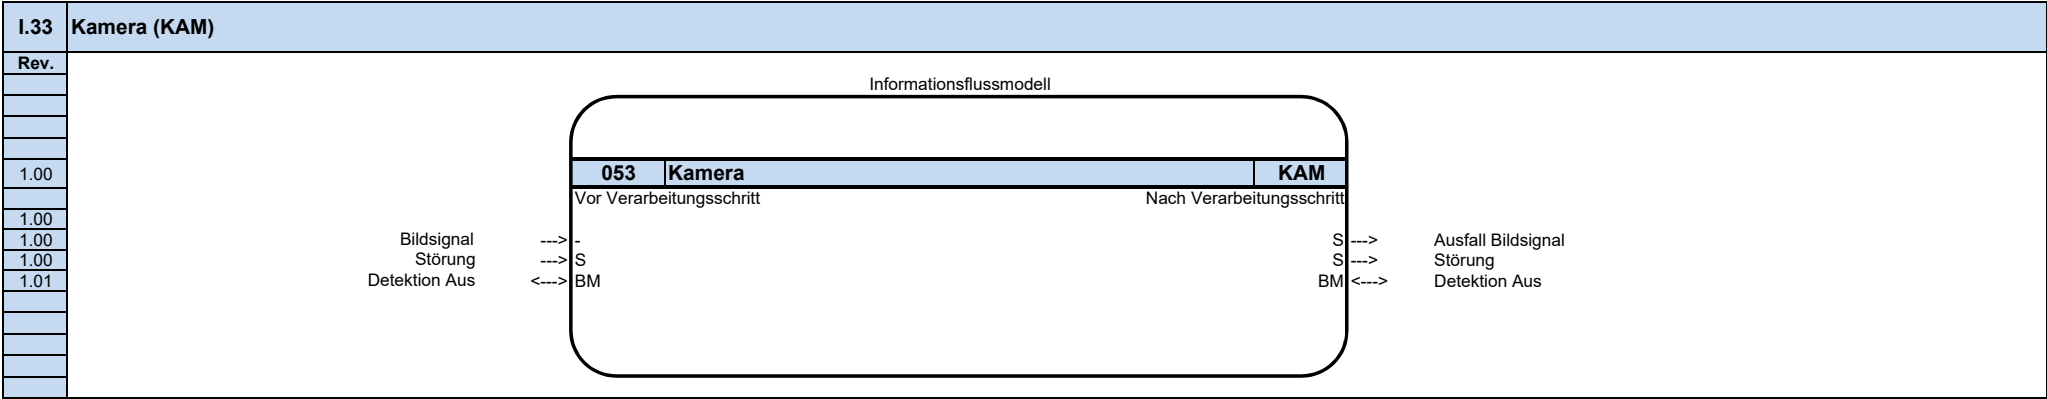 I.33 Kamera (KAM)
Rev.
Informationsflussmodell
1.00 053 Kamera KAM
Vor Verarbeitungsschritt Nach Verarbeitungsschritt
1.00
1.00 Bildsignal ---> - S ---> Ausfall Bildsignal
1.00 Störung ---> S S ---> Störung
1.01 Detektion Aus <---> BM BM <---> Detektion Aus